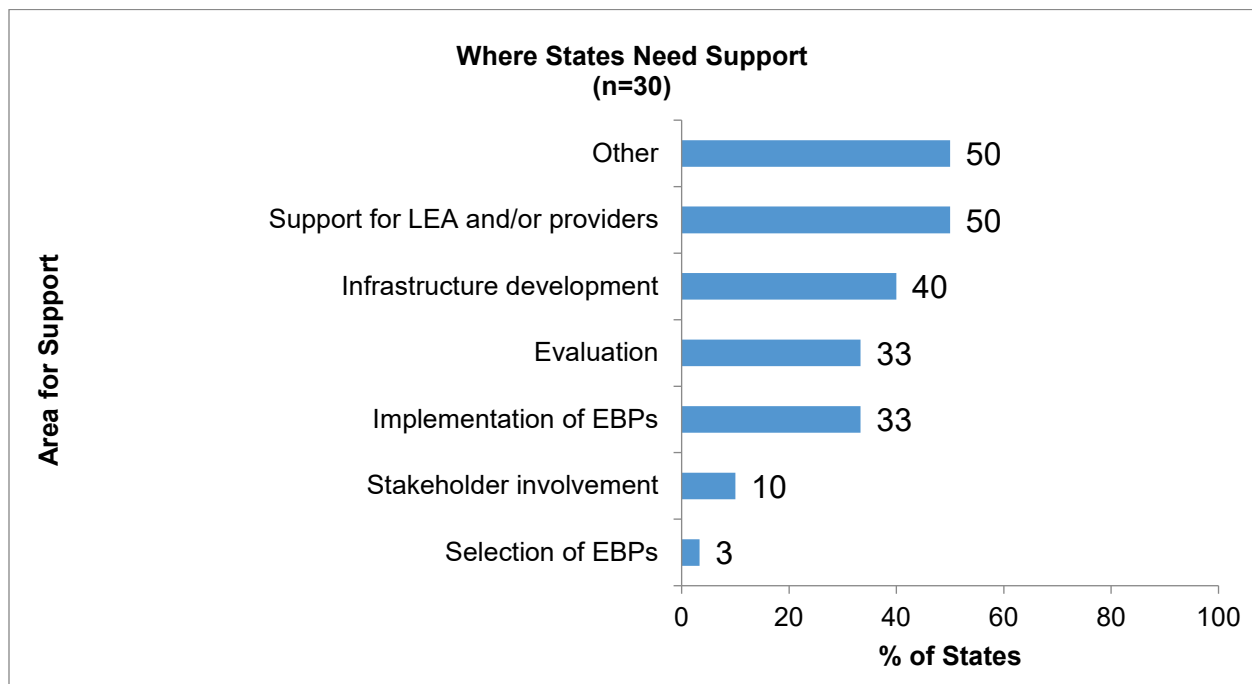 Where States Need Support
(n=30)
Other
50
Support for LEA and/or providers
50
Infrastructure development
40
Evaluation
33
Implementation of EBPs
33
Stakeholder involvement
10
Selection of EBPs
3
Area for Support
0 20 40 60 80 100
% of States